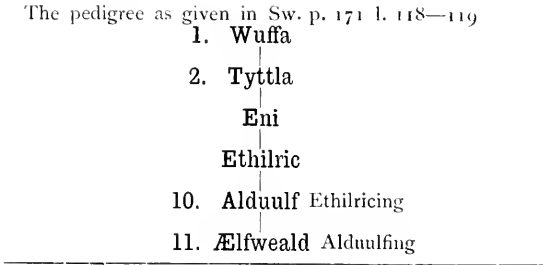 The pedigree as given in Sw. p. 171 l. 118—119
1. Wuffa
2. Tyttla
Eni
Ethilric
10. Alduulf Ethilricing
11. Ælfweald Alduulfing